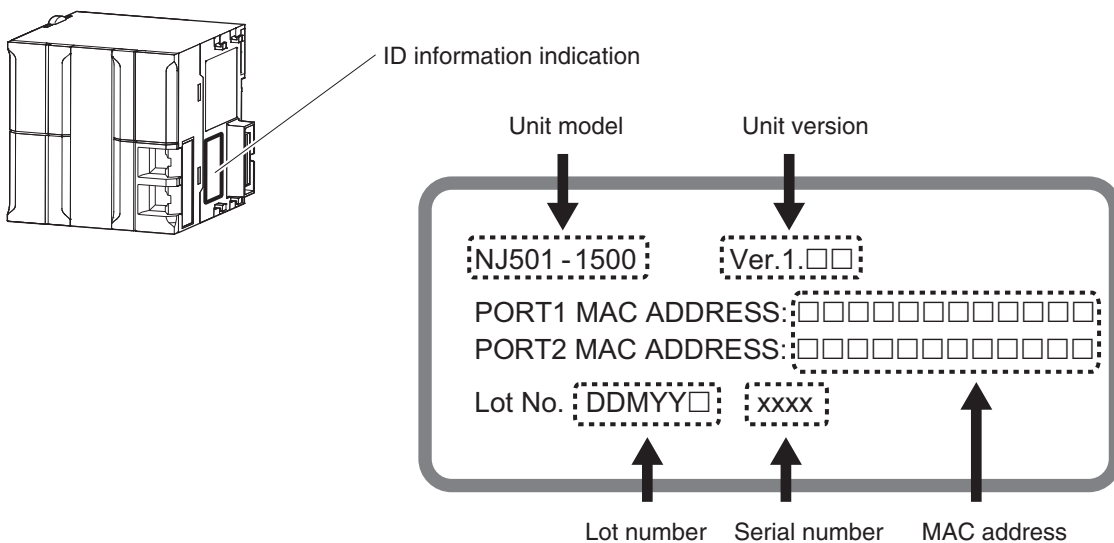 ID information indication
Unit model Unit version
NJ501-1500 Ver.1.□□
PORT1 MAC ADDRESS: □□□□□□□□□□□□
PORT2 MAC ADDRESS: □□□□□□□□□□□□
Lot No. DDMYY□ xxxx
Lot number Serial number MAC address